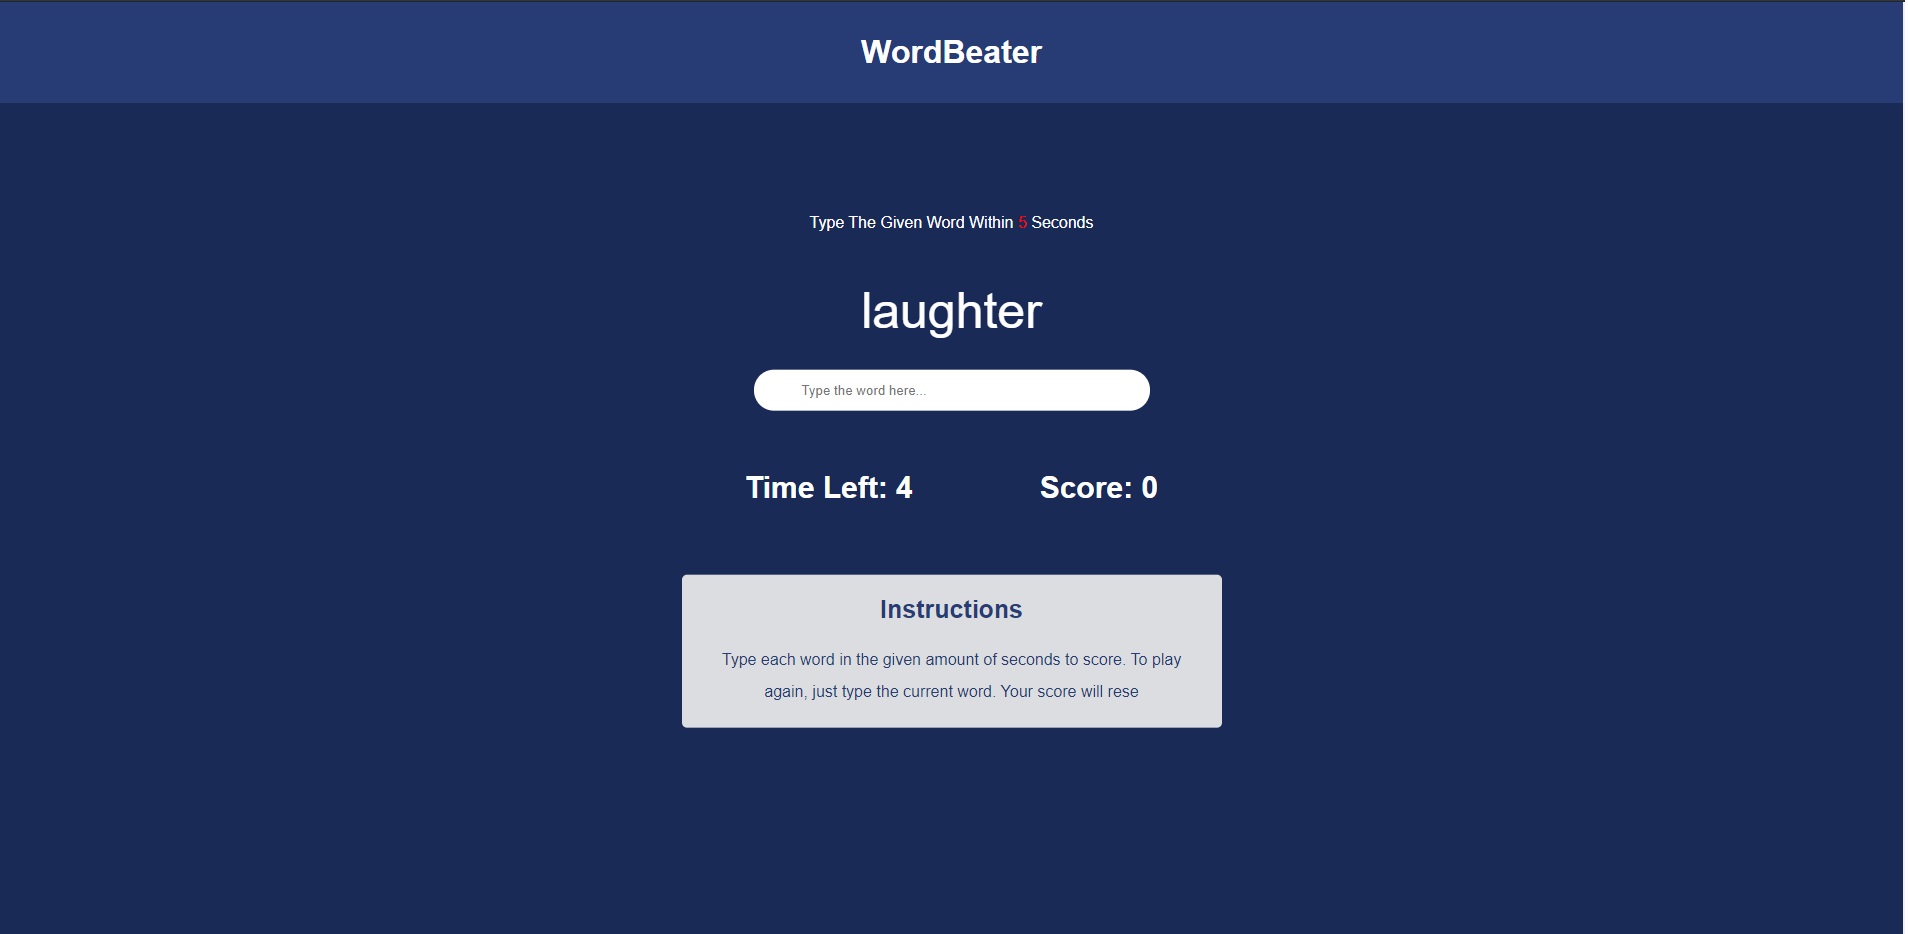 WordBeater
Type The Given Word Within 5 Seconds
laughter
Type the word here...
Time Left: 4
Score: 0
Instructions
Type each word in the given amount of seconds to score. To play
again, just type the current word. Your score will rese